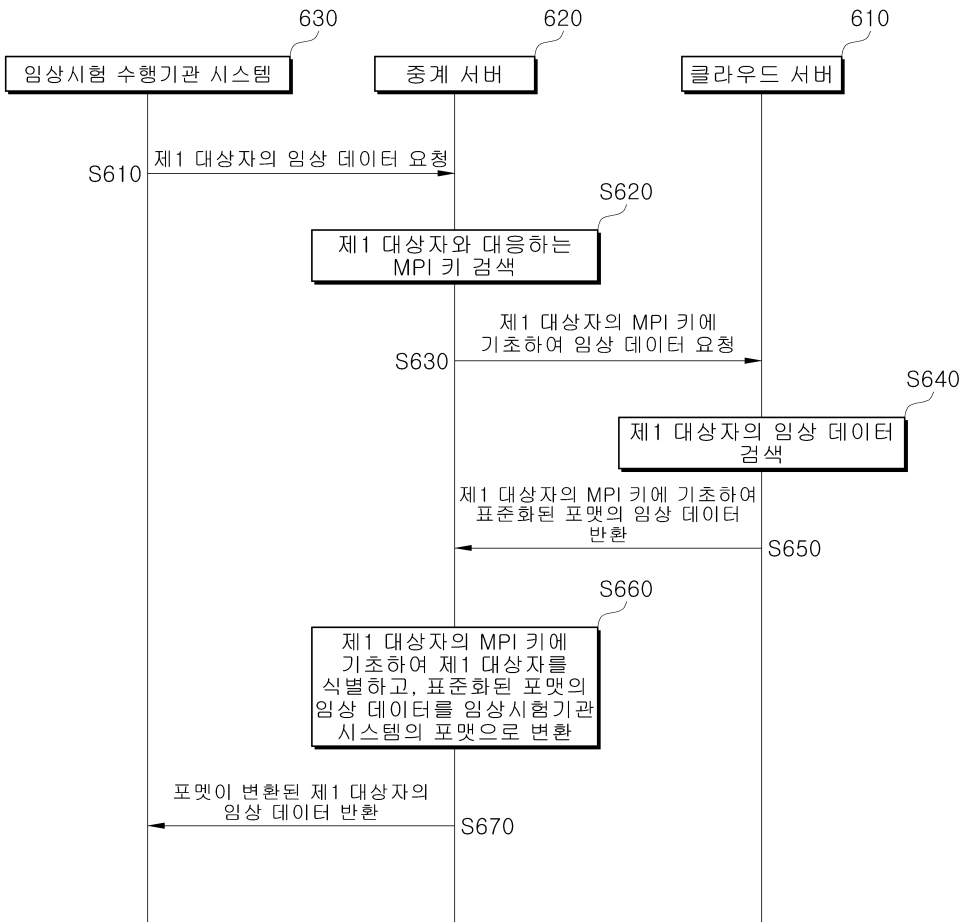 630
620
610
임상시험 수행기관 시스템
중계 서버
클라우드 서버
제1 대상자의 임상 데이터 요청
S610
S620
제1 대상자와 대응하는
MPI 키 검색
제1 대상자의 MPI 키에
기초하여 임상 데이터 요청
S630
S640
제1 대상자의 임상 데이터
검색
제1 대상자의 MPI 키에 기초하여
표준화된 포맷의 임상 데이터
반환
S650
S660
제1 대상자의 MPI 키에
기초하여 제1 대상자를
식별하고, 표준화된 포맷의
임상 데이터를 임상시험기관
시스템의 포맷으로 변환
포멧이 변환된 제1 대상자의
임상 데이터 반환
S670